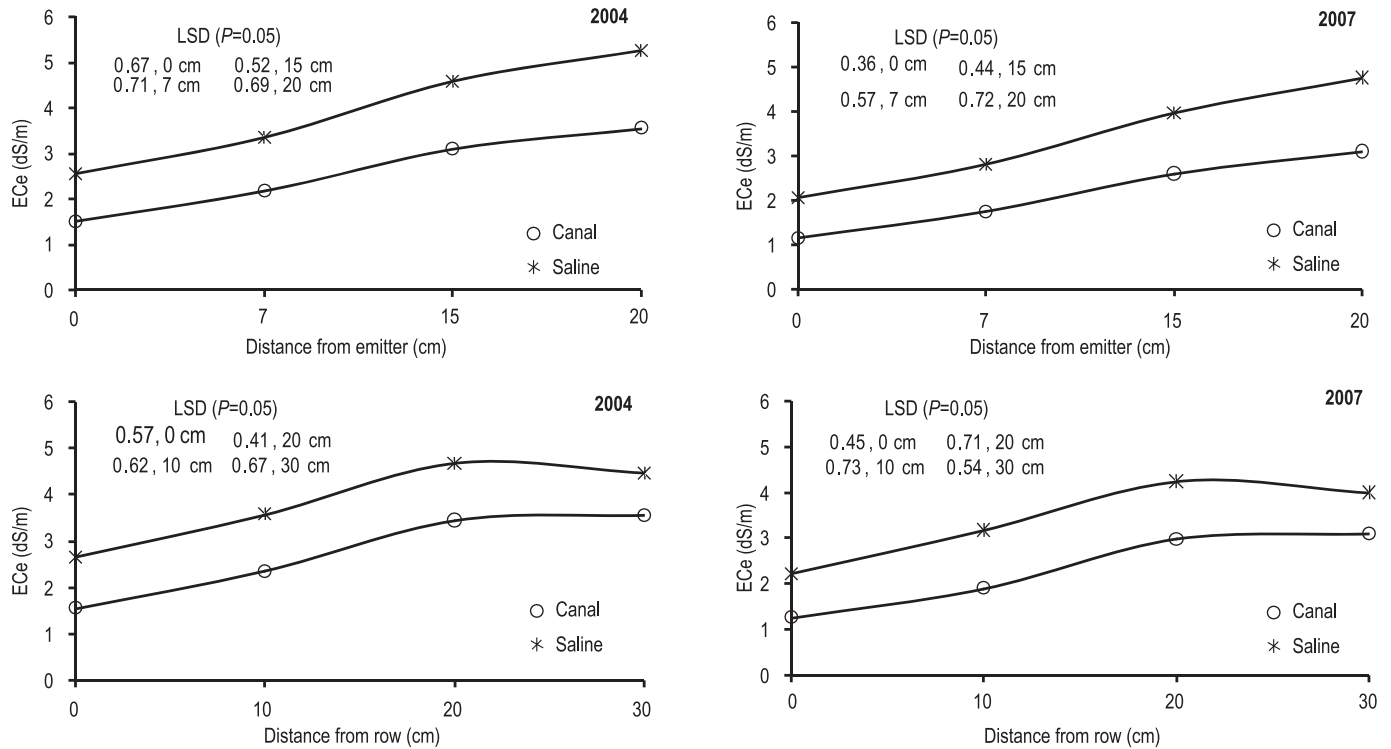 2004
LSD (P=0.05)
0.67 , 0 cm 0.52 , 15 cm
0.71 , 7 cm 0.69 , 20 cm
ECe (dS/m)
6
5
4
3
2
1
0
Canal
Saline
0 7 15 20
Distance from emitter (cm)
2007
LSD (P=0.05)
0.36 , 0 cm 0.44 , 15 cm
0.57 , 7 cm 0.72 , 20 cm
ECe (dS/m)
6
5
4
3
2
1
0
Canal
Saline
0 7 15 20
Distance from emitter (cm)
2004
LSD (P=0.05)
0.57 , 0 cm 0.41 , 20 cm
0.62 , 10 cm 0.67 , 30 cm
ECe (dS/m)
6
5
4
3
2
1
0
Canal
Saline
0 10 20 30
Distance from row (cm)
2007
LSD (P=0.05)
0.45 , 0 cm 0.71 , 20 cm
0.73 , 10 cm 0.54 , 30 cm
ECe (dS/m)
6
5
4
3
2
1
0
Canal
Saline
0 10 20 30
Distance from row (cm)